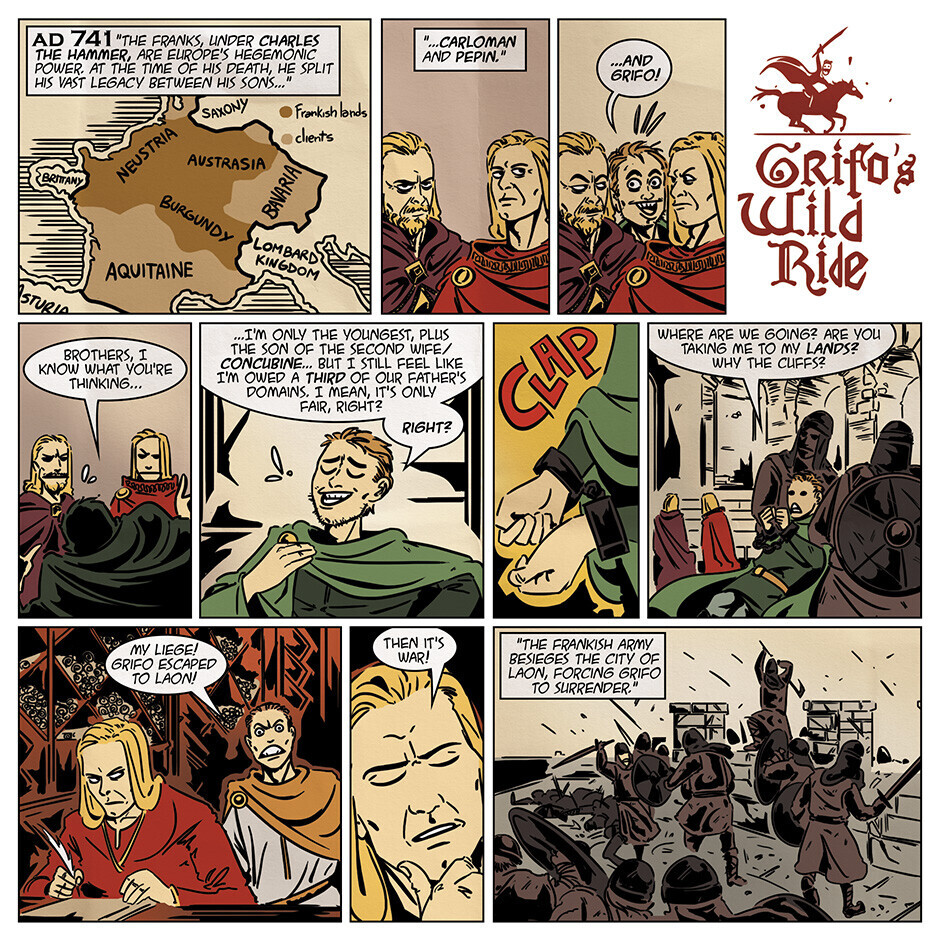 AD 741 "THE FRANKS, UNDER CHARLES
THE HAMMER, ARE EUROPE'S HEGEMONIC
POWER. AT THE TIME OF HIS DEATH, HE SPLIT
HIS VAST LEGACY BETWEEN HIS SONS..."
SAXONY
Frankish lands
clients
NEUSTRIA
AUSTRASIA
BRITTANY
BAVARIA
BURGUNDY
LOMBARD
KINGDOM
AQUITAINE
ASTURIA
"...CARLOMAN
AND PEPIN."
...AND
GRIFO!
Grifo's
Wild
Ride
BROTHERS, I
KNOW WHAT YOU'RE
THINKING...
...I'M ONLY THE YOUNGEST, PLUS
THE SON OF THE SECOND WIFE/
CONCUBINE... BUT I STILL FEEL LIKE
I'M OWED A THIRD OF OUR FATHER'S
DOMAINS. I MEAN, IT'S ONLY
FAIR, RIGHT?
RIGHT?
CLAP
WHERE ARE WE GOING? ARE YOU
TAKING ME TO MY LANDS?
WHY THE CUFFS?
MY LIEGE!
GRIFO ESCAPED
TO LAON!
THEN IT'S
WAR!
"THE FRANKISH ARMY
BESIEGES THE CITY OF
LAON, FORCING GRIFO
TO SURRENDER."